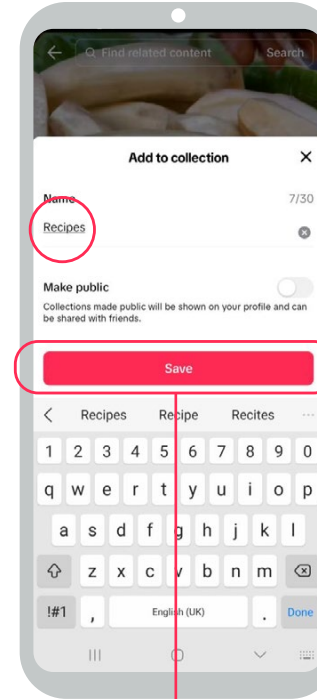 Find related content Search
Add to collection
Name 7/30
Recipes
Make public
Collections made public will be shown on your profile and can
be shared with friends.
Save
Recipes Recipe Recites ...
1 2 3 4 5 6 7 8 9 0
q w e r t y u i o p
a s d f g h j k l
z x c v b n m
!#1 , English (UK) . Done